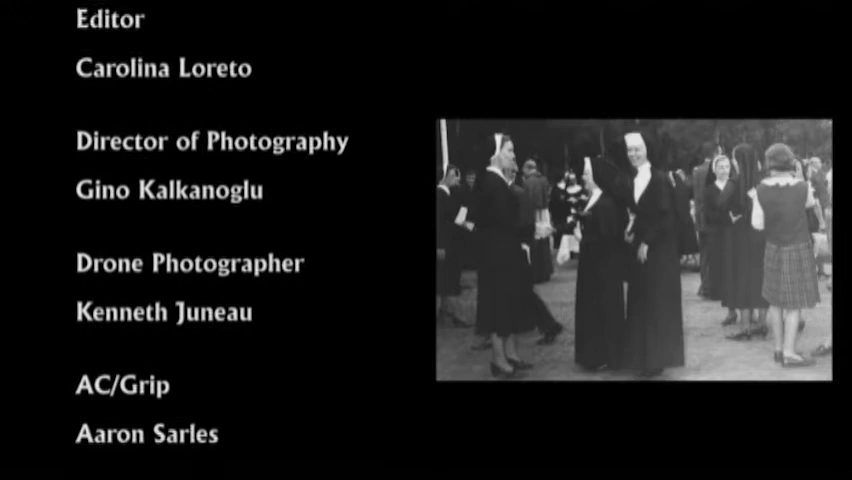 Editor
Carolina Loreto
Director of Photography
Gino Kalkanoglu
Drone Photographer
Kenneth Juneau
AC/Grip
Aaron Sarles